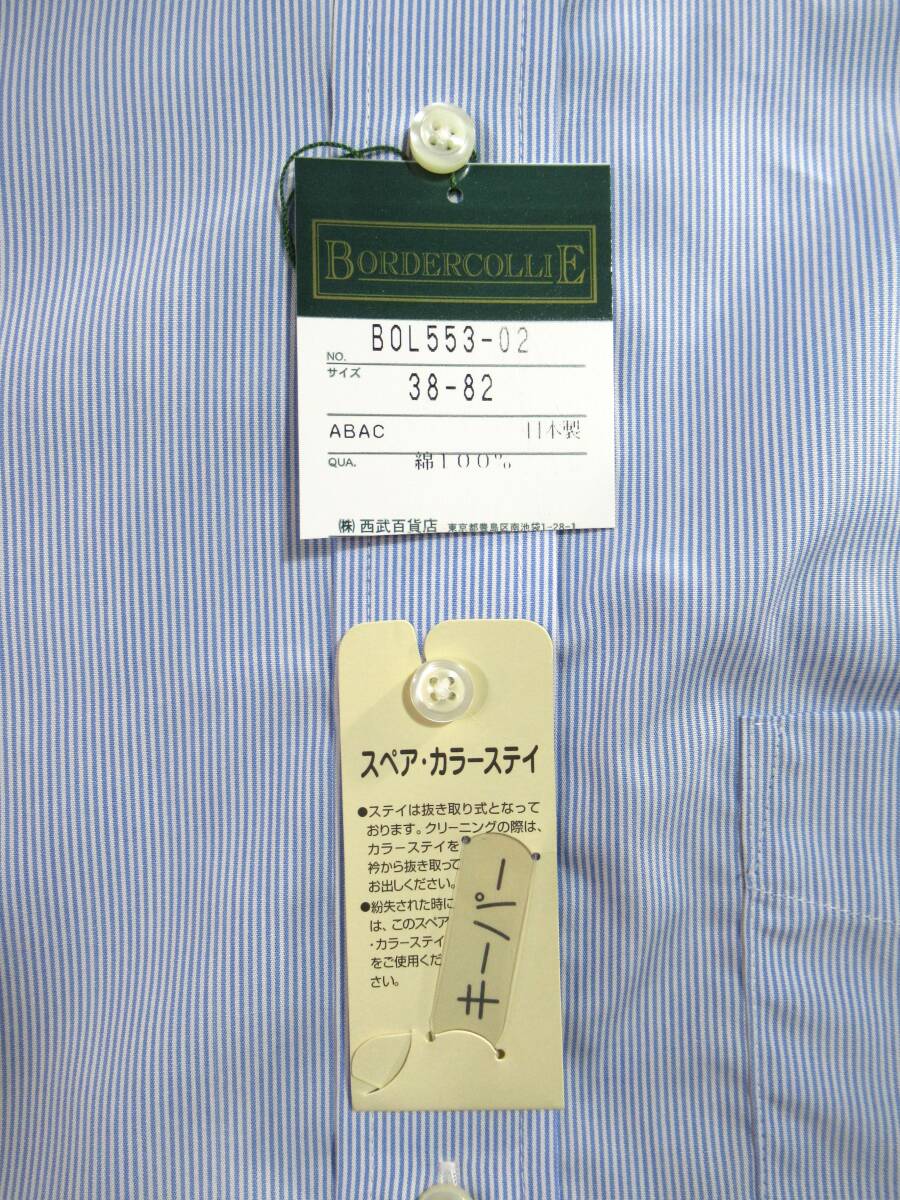 BORDERCOLLIE
NO. BOL553-02
サイズ 38-82
ABAC 日本製
QUA. 綿100%
(株)西武百貨店 東京都豊島区南池袋1-28-1
スペア・カラーステイ
●ステイは抜き取り式となって
おります。クリーニングの際は、
カラーステイを
衿から抜き取って
お出しください。
●紛失された時に
は、このスペア
・カラーステイ
をご使用くだ
さい。
キーパー